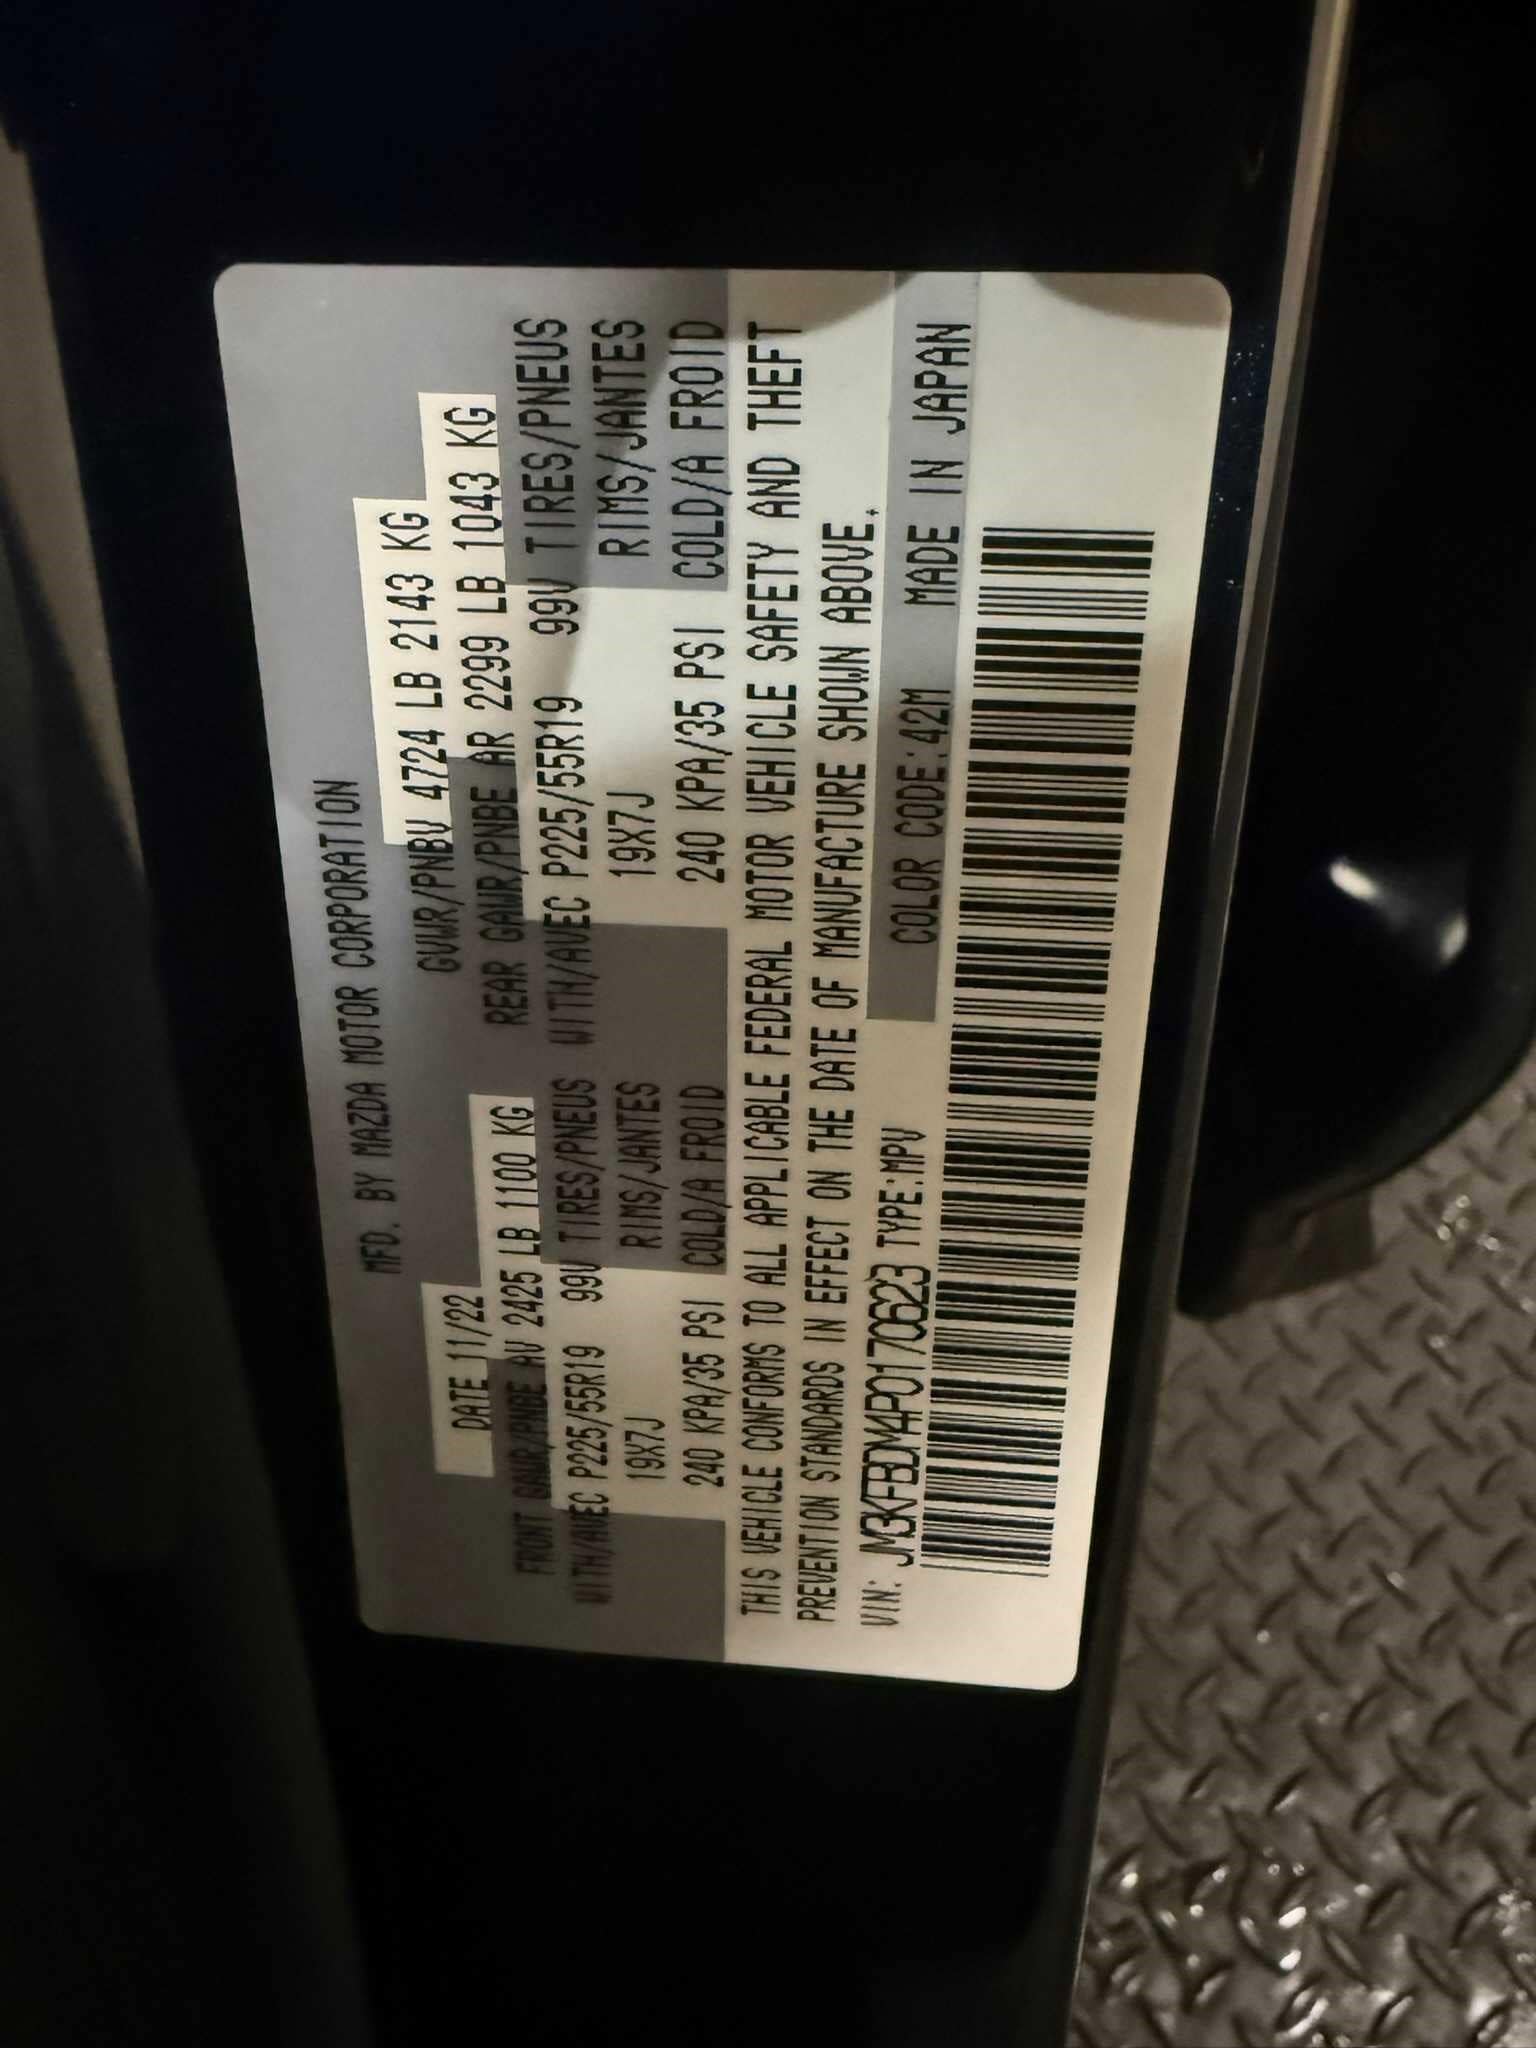 MFD. BY MAZDA MOTOR CORPORATION
DATE 11/22 GVWR/PNBV 4724 LB 2143 KG
FRONT GAWR/PNBE AV 2425 LB 1100 KG REAR GAWR/PNBE AR 2299 LB 1043 KG
WITH/AVEC P225/55R19 99V TIRES/PNEUS WITH/AVEC P225/55R19 99V TIRES/PNEUS
19X7J RIMS/JANTES 19X7J RIMS/JANTES
240 KPA/35 PSI COLD/A FROID 240 KPA/35 PSI COLD/A FROID
THIS VEHICLE CONFORMS TO ALL APPLICABLE FEDERAL MOTOR VEHICLE SAFETY AND THEFT
PREVENTION STANDARDS IN EFFECT ON THE DATE OF MANUFACTURE SHOWN ABOVE.
VIN: JM3KFBDM4P0170623 TYPE:MPV COLOR CODE:42M MADE IN JAPAN